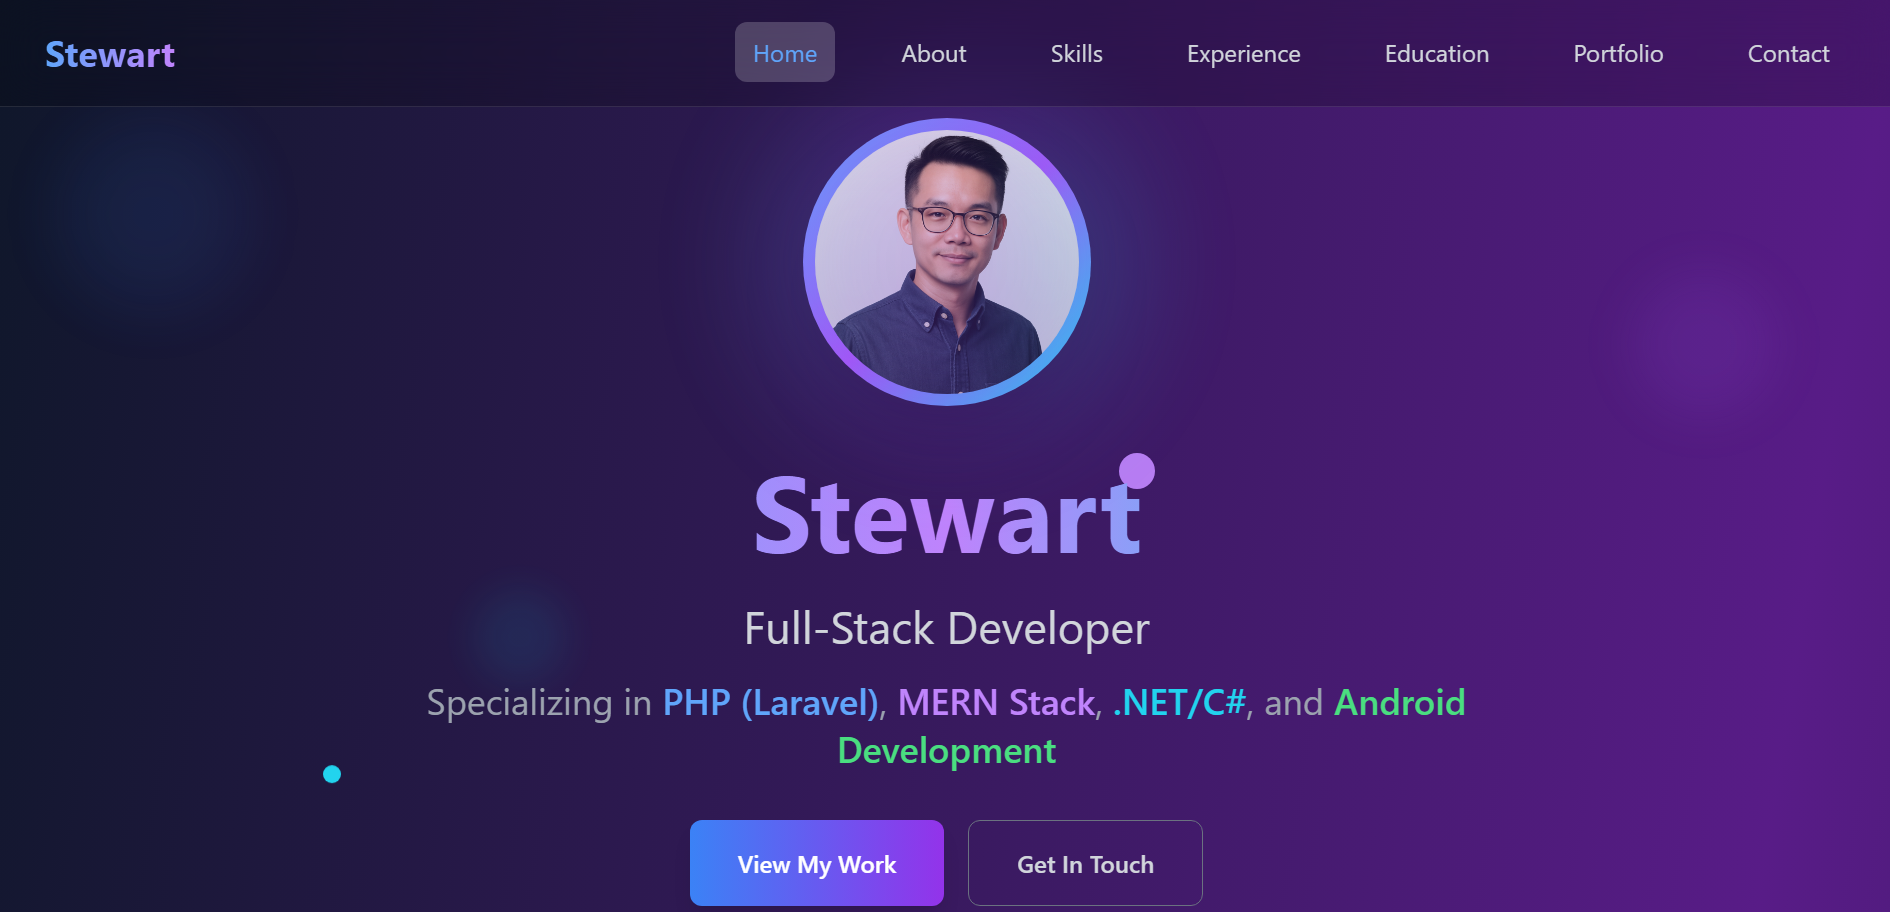 Stewart
Home About Skills Experience Education Portfolio Contact
Stewart
Full-Stack Developer
Specializing in PHP (Laravel), MERN Stack, .NET/C#, and Android
Development
View My Work
Get In Touch